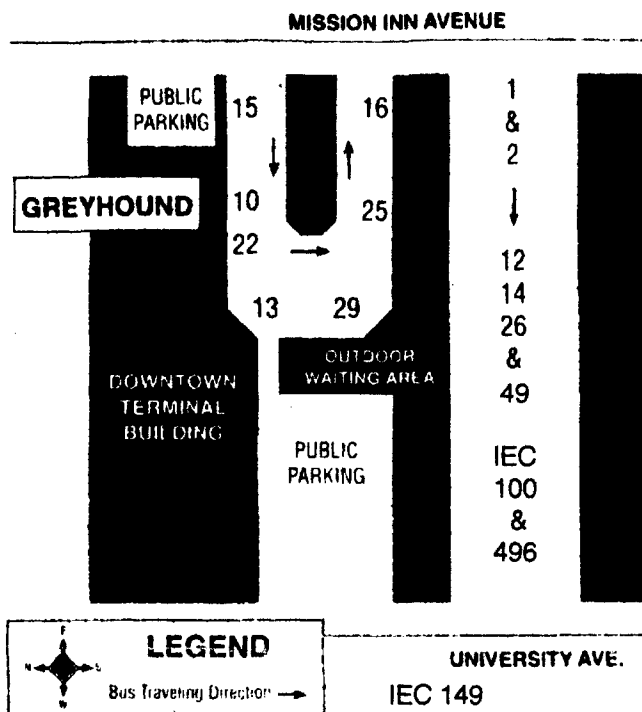 MISSION INN AVENUE
PUBLIC
PARKING
15
16
1
&
2
GREYHOUND
10
25
22
12
14
26
&
49
13
29
OUTDOOR
WAITING AREA
DOWNTOWN
TERMINAL
BUILDING
PUBLIC
PARKING
IEC
100
&
496
LEGEND
E
N
S
W
Bus Traveling Direction
UNIVERSITY AVE.
IEC 149